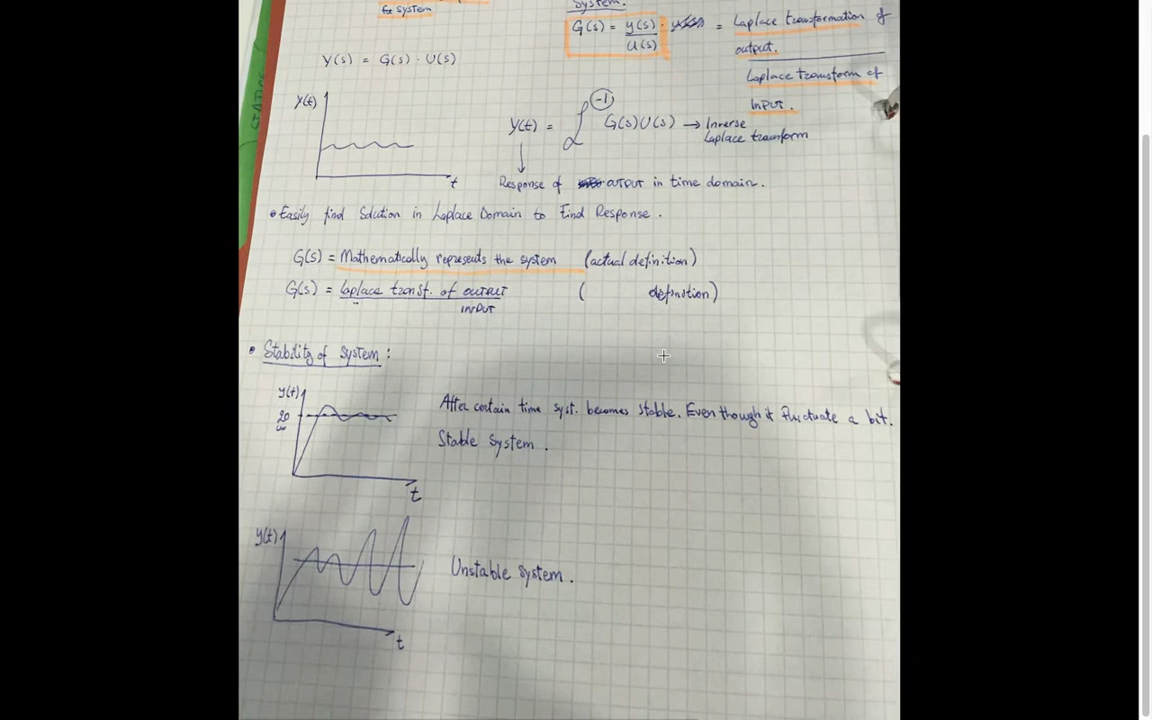 for system
System.
G(s) = y(s) / U(s) = Laplace transformation of output. / Laplace transform of INPUT.
Y(s) = G(s) · U(s)
y(t)
t
y(t) = ℒ (-1) G(s)U(s) → Inverse Laplace transform
Response of OUTPUT in time domain.
• Easily find Solution in Laplace Domain to Find Response.
G(s) = Mathematically represents the system (actual definition)
G(s) = laplace transf. of OUTPUT / INPUT ( definition)
• Stability of System:
y(t)
20
t
After certain time syst. becomes stable. Even though it fluctuate a bit.
Stable System.
y(t)
t
Unstable system.